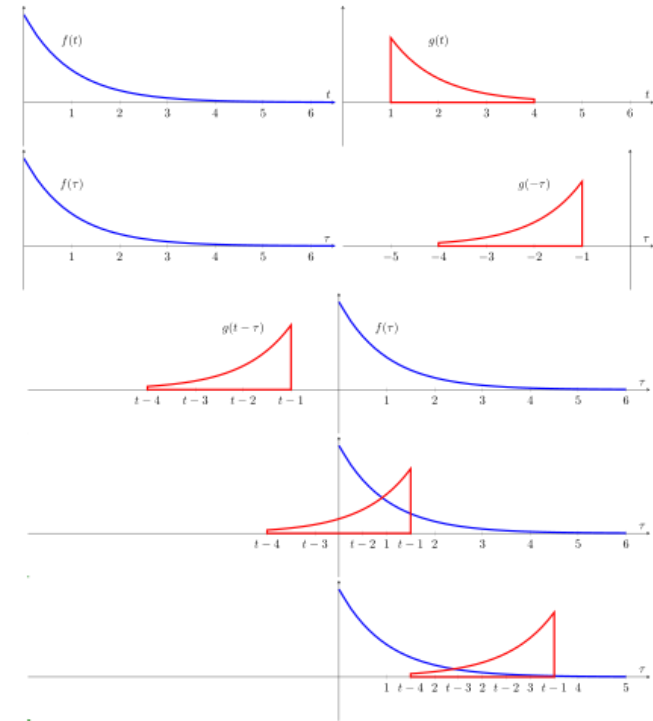 f(t) g(t)
t t
1 2 3 4 5 6 1 2 3 4 5 6
f(τ) g(−τ)
τ τ
1 2 3 4 5 6 −5 −4 −3 −2 −1
g(t − τ) f(τ)
τ
t − 4 t − 3 t − 2 t − 1 1 2 3 4 5 6
τ
t − 4 t − 3 t − 2 1 t − 1 2 3 4 5 6
τ
1 t − 4 2 t − 3 2 t − 2 3 t − 1 4 5